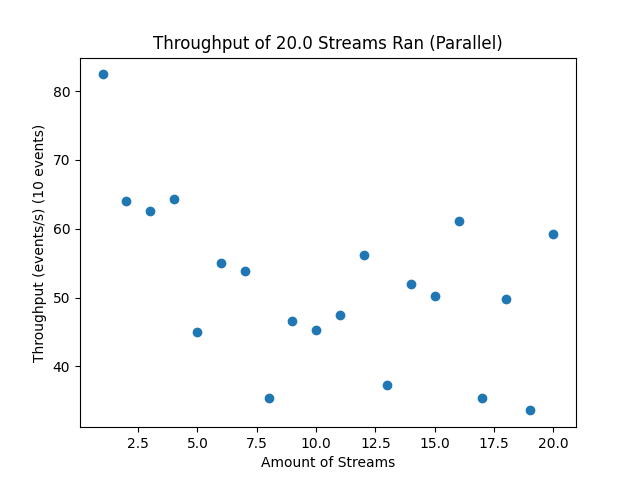 Throughput of 20.0 Streams Ran (Parallel)
Throughput (events/s) (10 events)
80
70
60
50
40
2.5 5.0 7.5 10.0 12.5 15.0 17.5 20.0
Amount of Streams